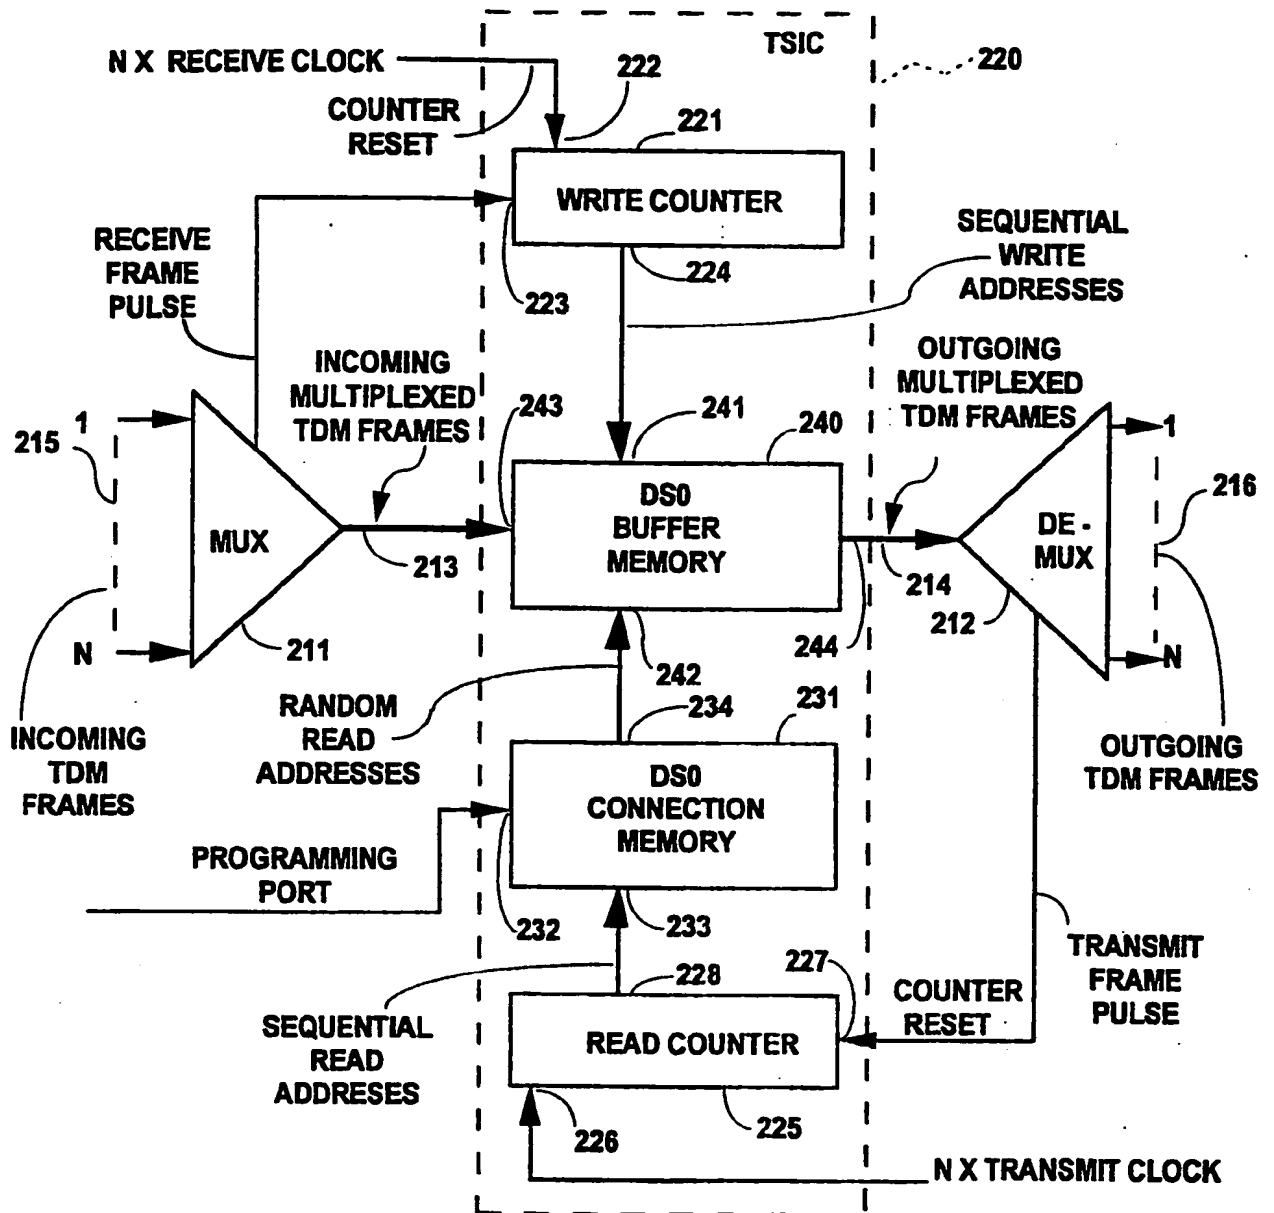 TSIC
220
N X RECEIVE CLOCK
222
COUNTER
RESET
221
WRITE COUNTER
RECEIVE
FRAME
PULSE
223
224
SEQUENTIAL
WRITE
ADDRESSES
INCOMING
MULTIPLEXED
TDM FRAMES
OUTGOING
MULTIPLEXED
TDM FRAMES
243
241
240
1
215
1
216
MUX
213
DS0
BUFFER
MEMORY
DE -
MUX
214
212
N
211
244
N
242
RANDOM
READ
ADDRESSES
234
231
INCOMING
TDM
FRAMES
OUTGOING
TDM FRAMES
DS0
CONNECTION
MEMORY
PROGRAMMING
PORT
232
233
227
TRANSMIT
FRAME
PULSE
228
COUNTER
RESET
SEQUENTIAL
READ
ADDRESES
READ COUNTER
226
225
N X TRANSMIT CLOCK